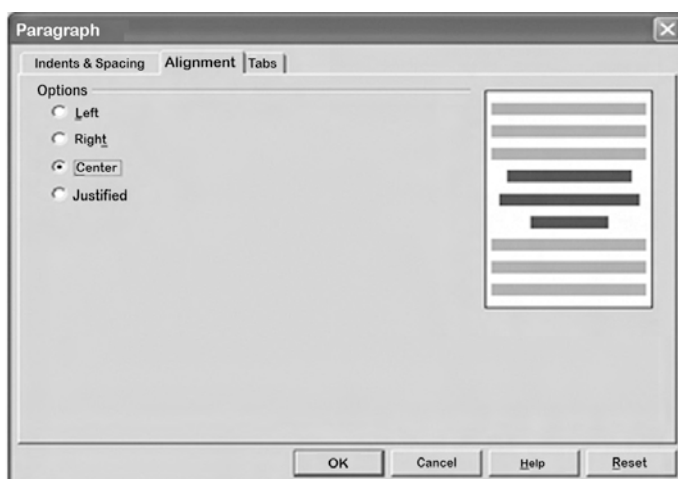 Paragraph
Indents & Spacing Alignment Tabs
Options
Left
Right
Center
Justified
OK Cancel Help Reset